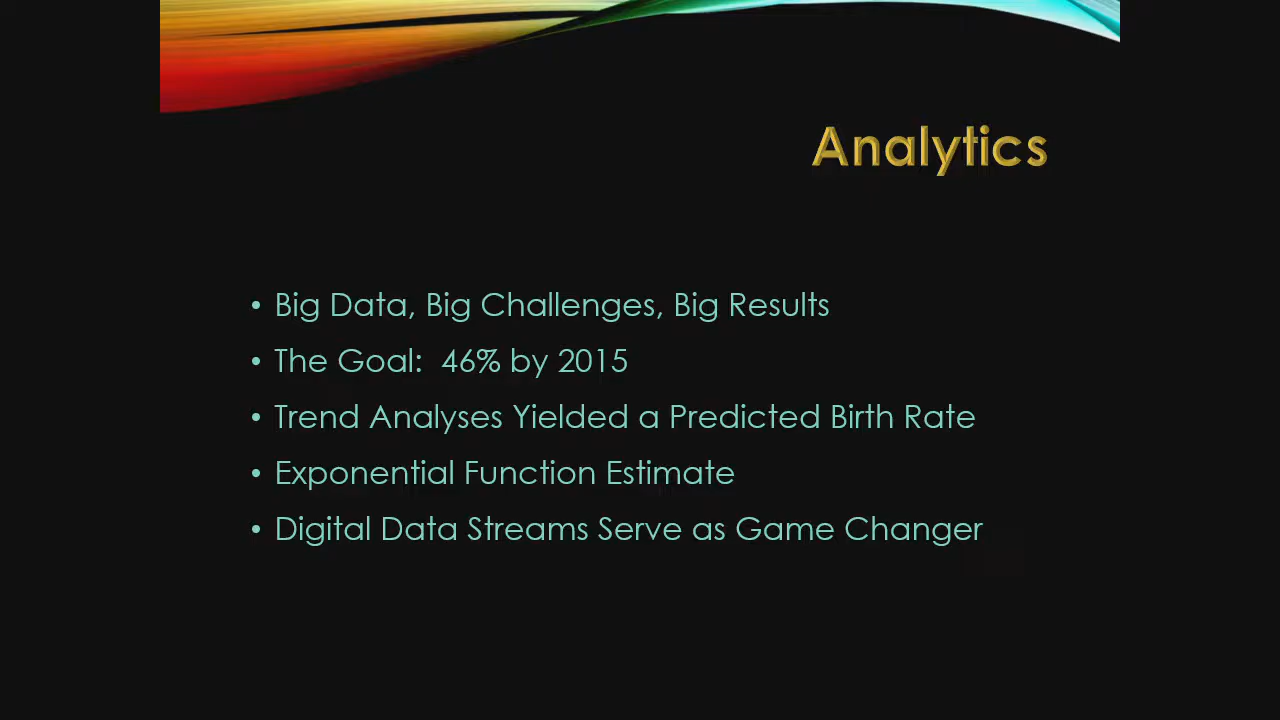 Analytics
• Big Data, Big Challenges, Big Results
• The Goal:  46% by 2015
• Trend Analyses Yielded a Predicted Birth Rate
• Exponential Function Estimate
• Digital Data Streams Serve as Game Changer